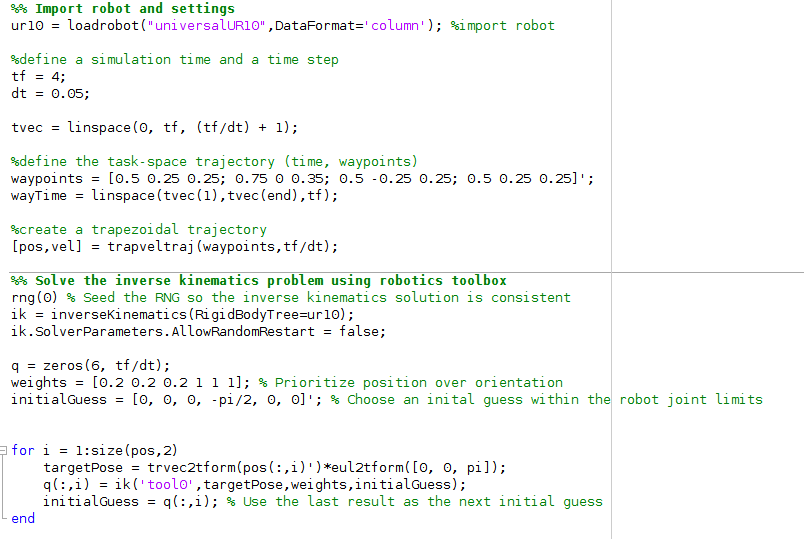 %% Import robot and settings
ur10 = loadrobot("universalUR10",DataFormat='column'); %import robot
%define a simulation time and a time step
tf = 4;
dt = 0.05;
tvec = linspace(0, tf, (tf/dt) + 1);
%define the task-space trajectory (time, waypoints)
waypoints = [0.5 0.25 0.25; 0.75 0 0.35; 0.5 -0.25 0.25; 0.5 0.25 0.25]';
wayTime = linspace(tvec(1),tvec(end),tf);
%create a trapezoidal trajectory
[pos,vel] = trapveltraj(waypoints,tf/dt);
%% Solve the inverse kinematics problem using robotics toolbox
rng(0) % Seed the RNG so the inverse kinematics solution is consistent
ik = inverseKinematics(RigidBodyTree=ur10);
ik.SolverParameters.AllowRandomRestart = false;
q = zeros(6, tf/dt);
weights = [0.2 0.2 0.2 1 1 1]; % Prioritize position over orientation
initialGuess = [0, 0, 0, -pi/2, 0, 0]'; % Choose an inital guess within the robot joint limits
for i = 1:size(pos,2)
    targetPose = trvec2tform(pos(:,i)')*eul2tform([0, 0, pi]);
    q(:,i) = ik('tool0',targetPose,weights,initialGuess);
    initialGuess = q(:,i); % Use the last result as the next initial guess
end